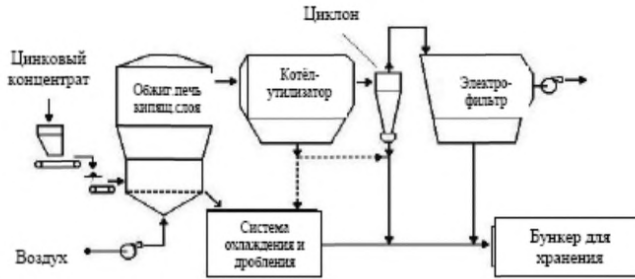 Циклон
Цинковый
концентрат
Обжиг печь
кипящ слоя
Котёл-
утилизатор
Электро-
фильтр
Система
охлаждения и
дробления
Бункер для
хранения
Воздух